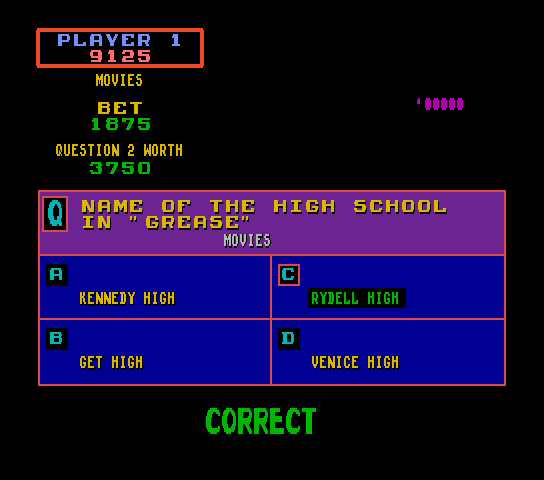 PLAYER 1
9125
MOVIES
BET
1875
QUESTION 2 WORTH
3750
'00000
Q
NAME OF THE HIGH SCHOOL
IN "GREASE"
MOVIES
A
KENNEDY HIGH
C
RYDELL HIGH
B
GET HIGH
D
VENICE HIGH
CORRECT